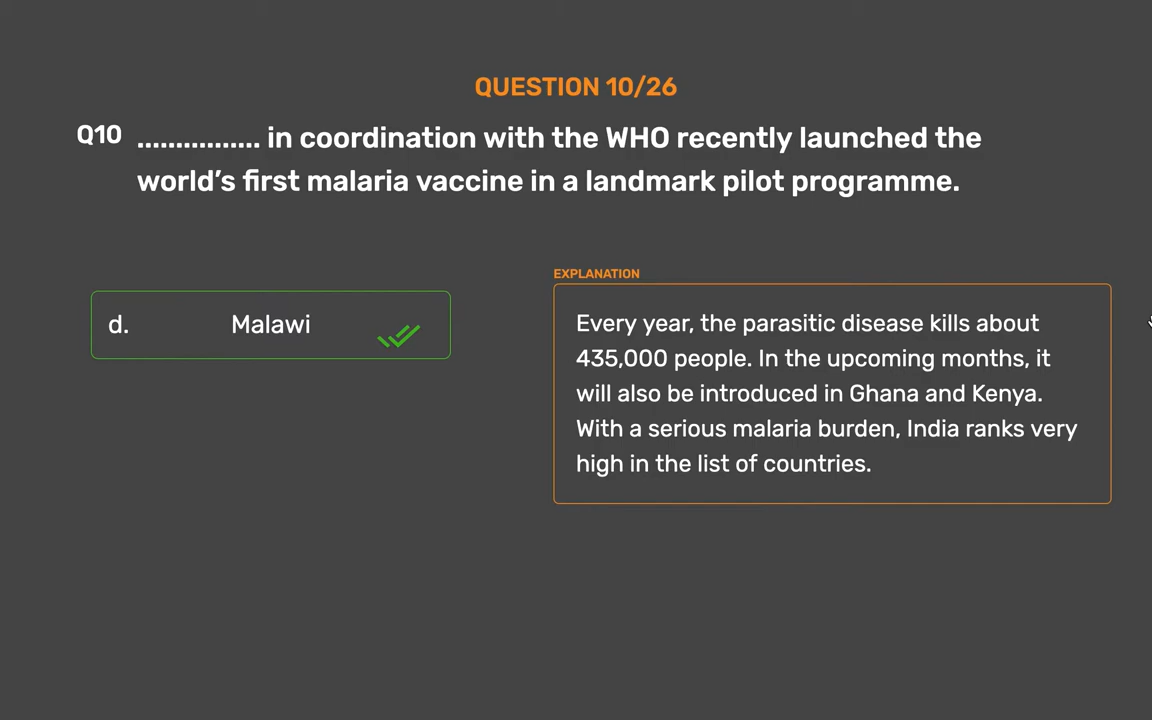 QUESTION 10/26
Q10 ................ in coordination with the WHO recently launched the
world's first malaria vaccine in a landmark pilot programme.
d. Malawi
EXPLANATION
Every year, the parasitic disease kills about
435,000 people. In the upcoming months, it
will also be introduced in Ghana and Kenya.
With a serious malaria burden, India ranks very
high in the list of countries.